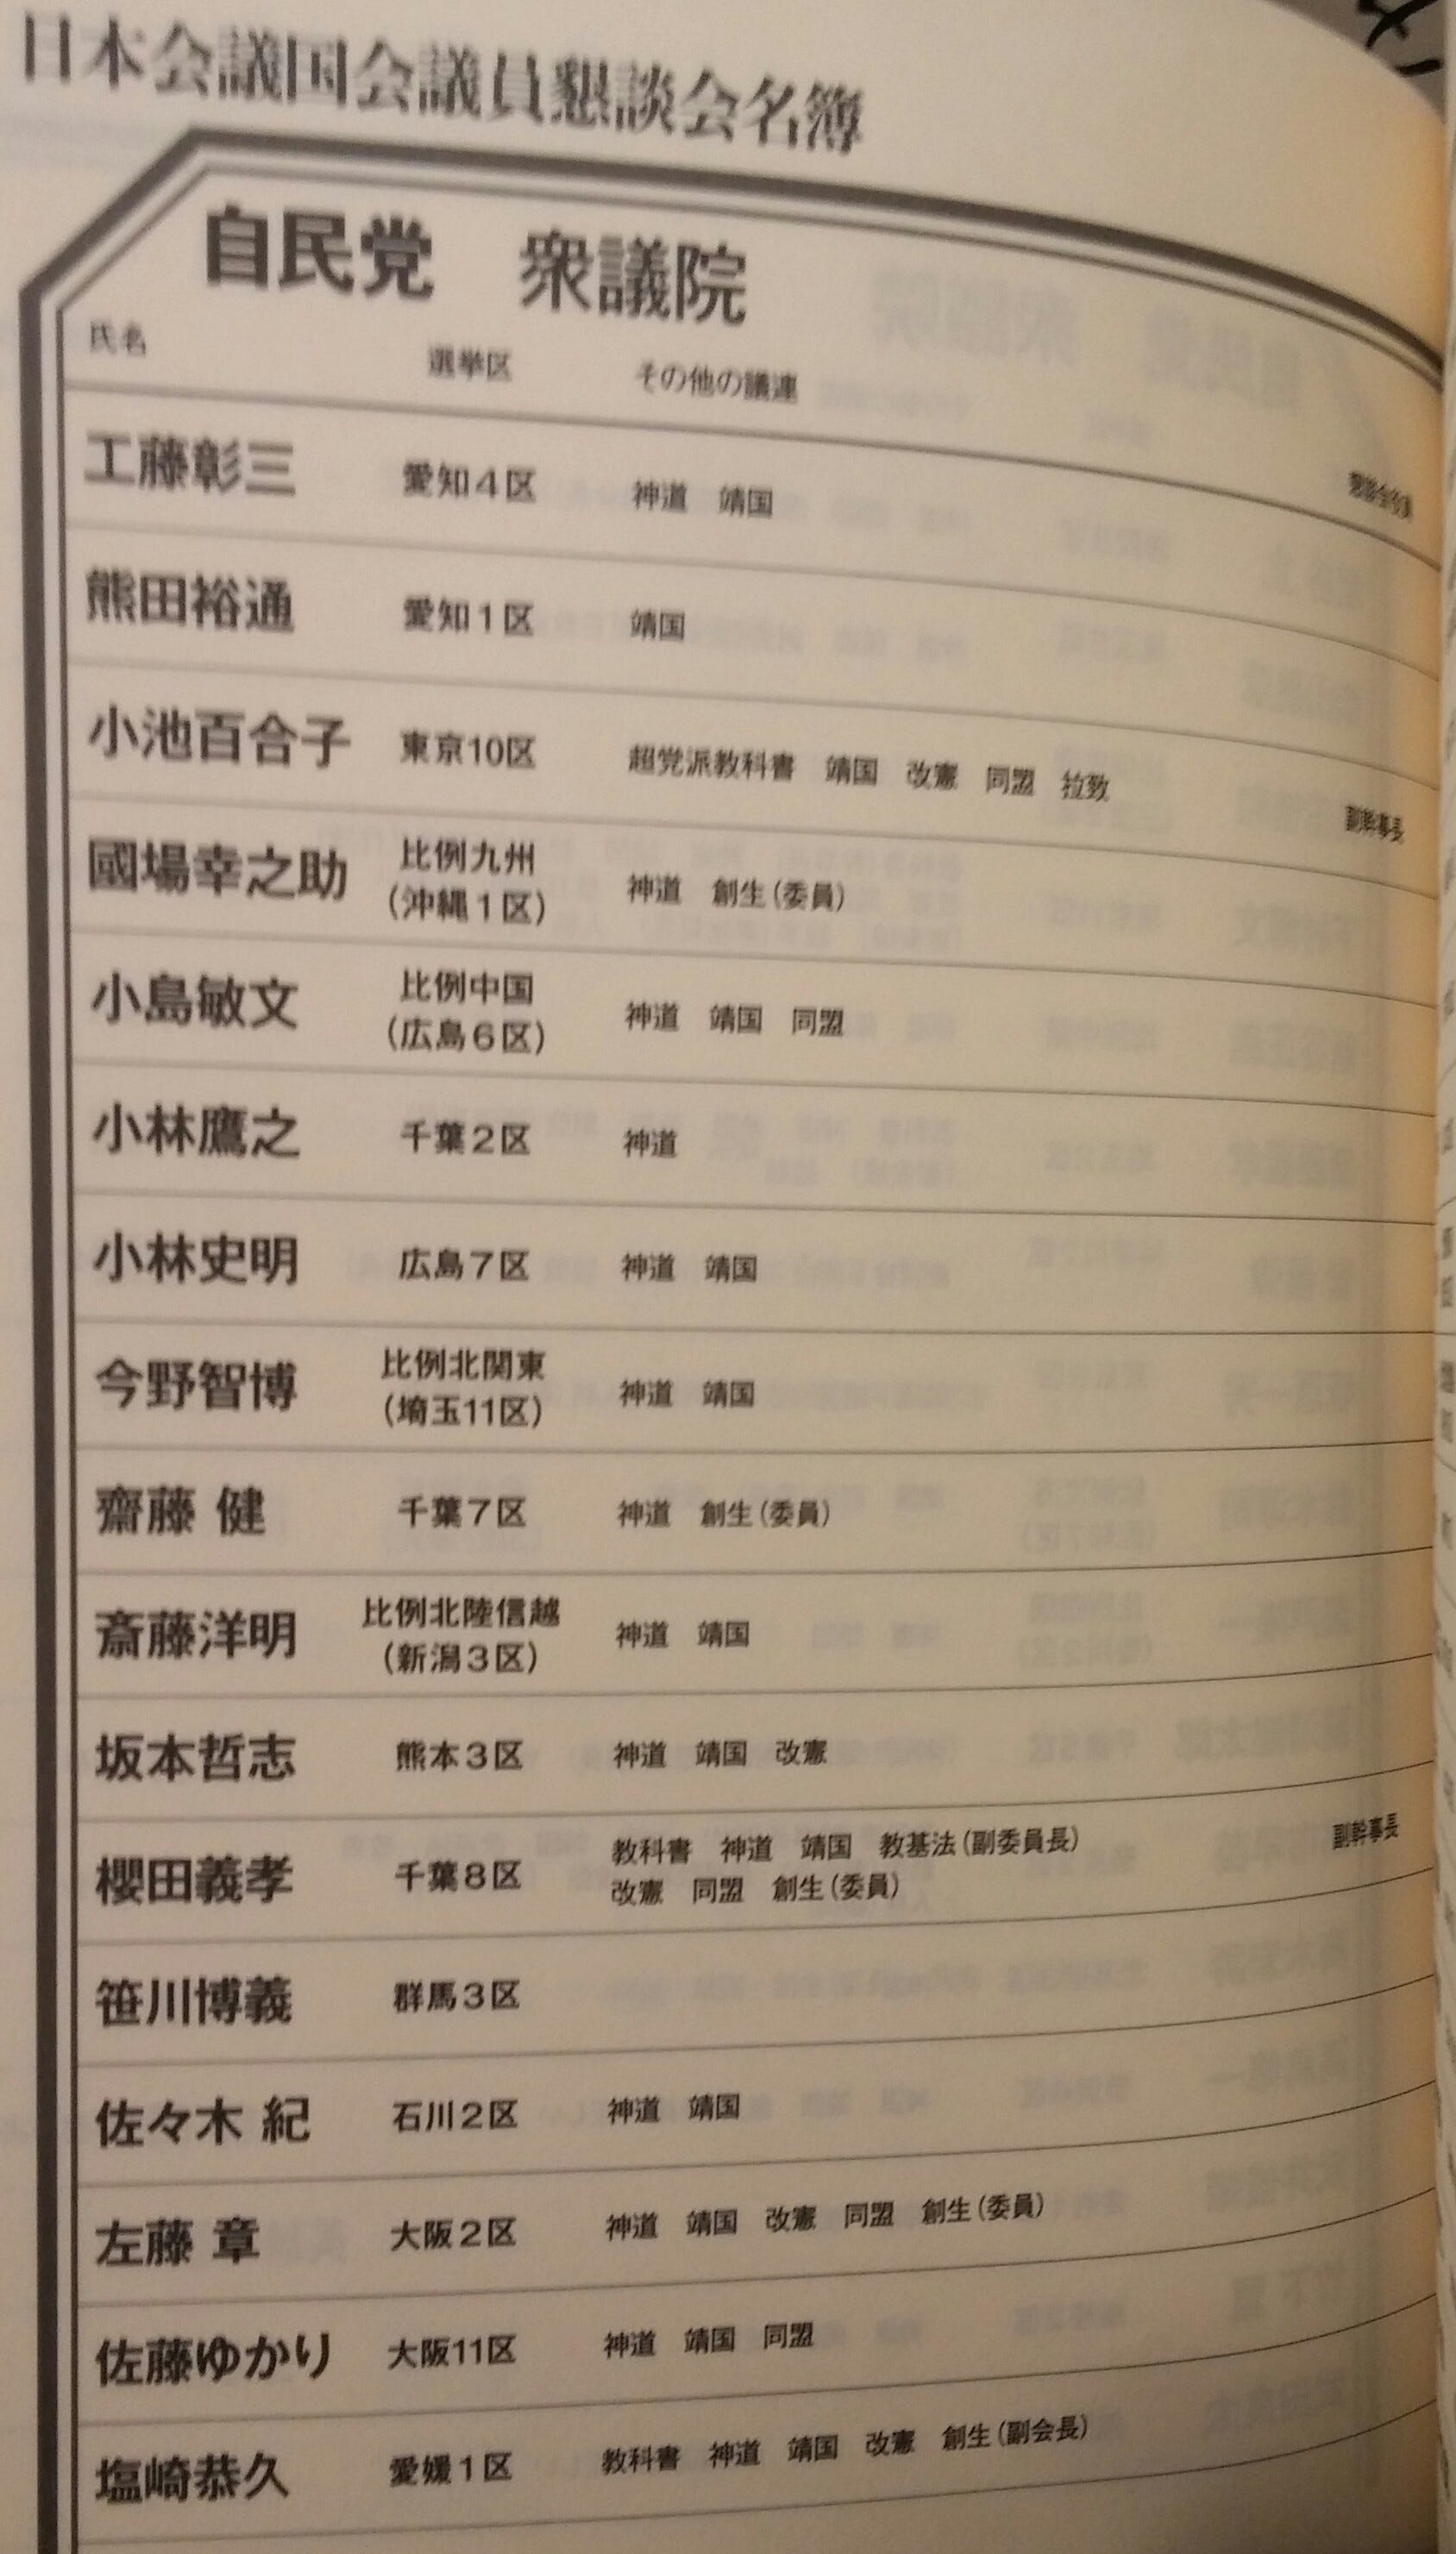 日本会議国会議員懇談会名簿
自民党 衆議院
氏名 選挙区 その他の議連
工藤彰三 愛知4区 神道 靖国
熊田裕通 愛知1区 靖国
小池百合子 東京10区 超党派教科書 靖国 改憲 同盟 拉致 副幹事長
國場幸之助 比例九州 神道 創生(委員)
(沖縄1区)
小島敏文 比例中国 神道 靖国 同盟
(広島6区)
小林鷹之 千葉2区 神道
小林史明 広島7区 神道 靖国
今野智博 比例北関東 神道 靖国
(埼玉11区)
齋藤 健 千葉7区 神道 創生(委員)
斎藤洋明 比例北陸信越 神道 靖国
(新潟3区)
坂本哲志 熊本3区 神道 靖国 改憲
櫻田義孝 千葉8区 教科書 神道 靖国 教基法(副委員長) 副幹事長
改憲 同盟 創生(委員)
笹川博義 群馬3区
佐々木 紀 石川2区 神道 靖国
左藤 章 大阪2区 神道 靖国 改憲 同盟 創生(委員)
佐藤ゆかり 大阪11区 神道 靖国 同盟
塩崎恭久 愛媛1区 教科書 神道 靖国 改憲 創生(副会長)